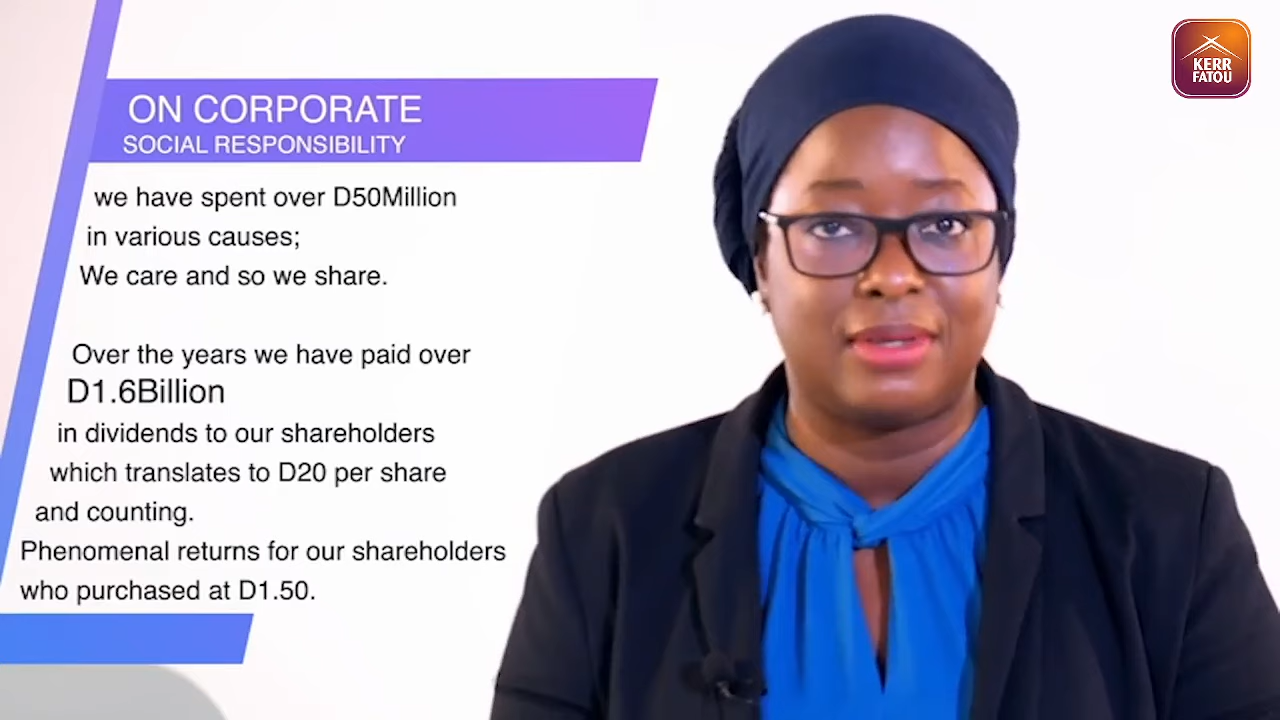 ON CORPORATE
SOCIAL RESPONSIBILITY
we have spent over D50Million
in various causes;
We care and so we share.
Over the years we have paid over
D1.6Billion
in dividends to our shareholders
which translates to D20 per share
and counting.
Phenomenal returns for our shareholders
who purchased at D1.50.
KERR
FATOU